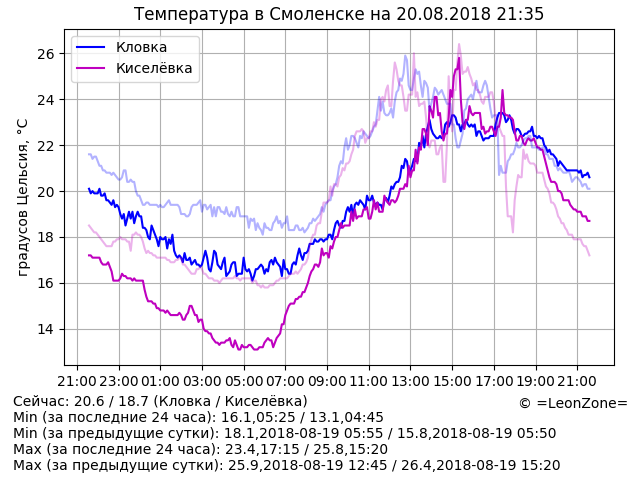 Температура в Смоленске на 20.08.2018 21:35
градусов Цельсия, °C
26
24
22
20
18
16
14
Кловка
Киселёвка
21:00 23:00 01:00 03:00 05:00 07:00 09:00 11:00 13:00 15:00 17:00 19:00 21:00
Сейчас: 20.6 / 18.7 (Кловка / Киселёвка)
© =LeonZone=
Min (за последние 24 часа): 16.1,05:25 / 13.1,04:45
Min (за предыдущие сутки): 18.1,2018-08-19 05:55 / 15.8,2018-08-19 05:50
Max (за последние 24 часа): 23.4,17:15 / 25.8,15:20
Max (за предыдущие сутки): 25.9,2018-08-19 12:45 / 26.4,2018-08-19 15:20